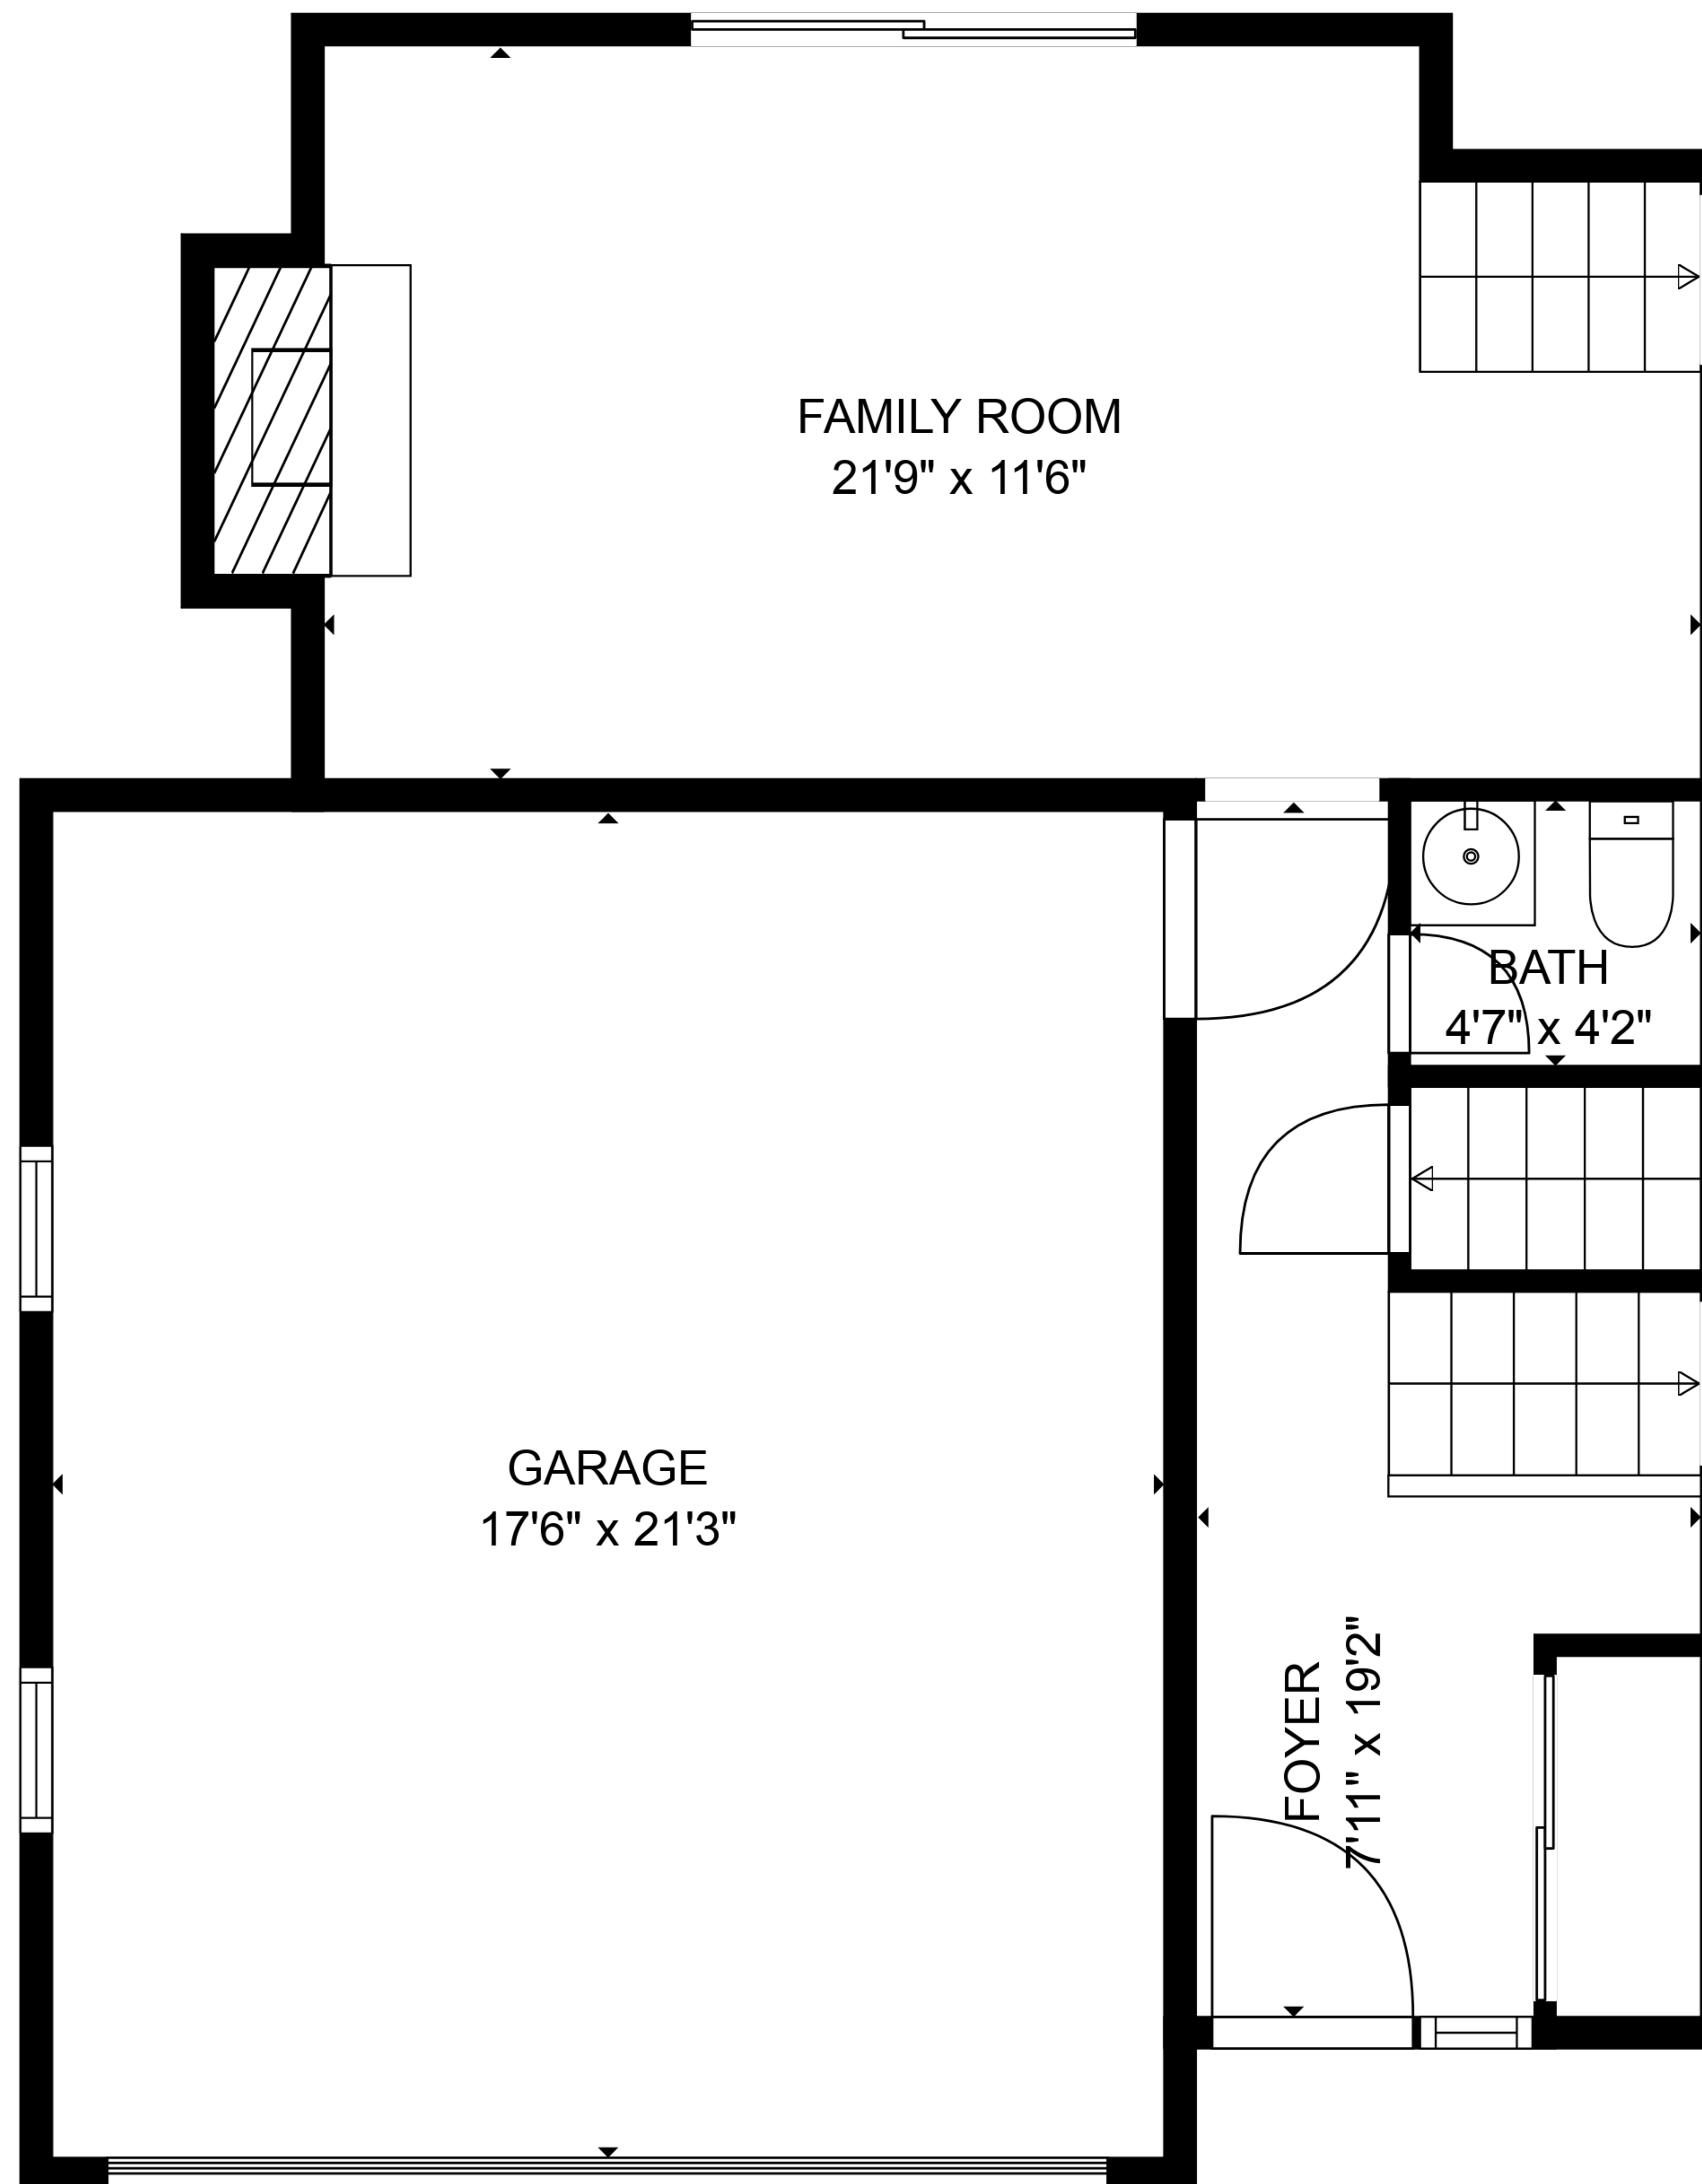 FAMILY ROOM
21'9" x 11'6"
BATH
4'7" x 4'2"
GARAGE
17'6" x 21'3"
FOYER
7'11" x 19'2"